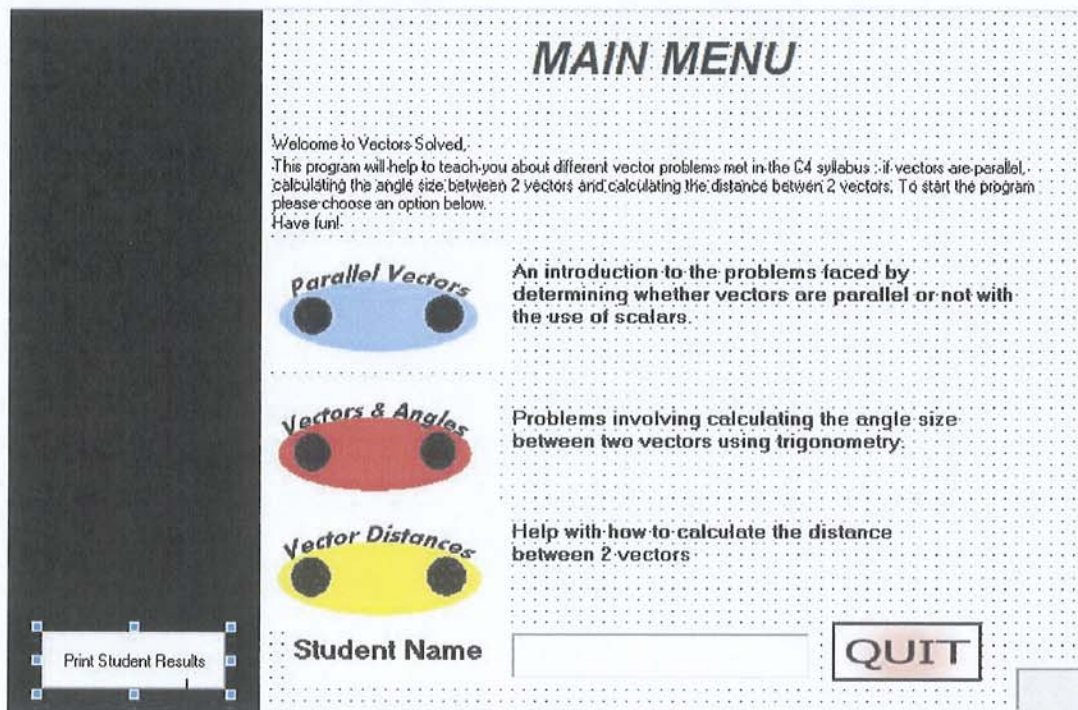 MAIN MENU
Welcome to Vectors Solved,
This program will help to teach you about different vector problems met in the C4 syllabus : if vectors are parallel,
calculating the angle size between 2 vectors and calculating the distance betwen 2 vectors. To start the program
please choose an option below.
Have fun!
Parallel Vectors
An introduction to the problems faced by
determining whether vectors are parallel or not with
the use of scalars.
Vectors & Angles
Problems involving calculating the angle size
between two vectors using trigonometry.
Vector Distances
Help with how to calculate the distance
between 2 vectors
Print Student Results
Student Name
QUIT